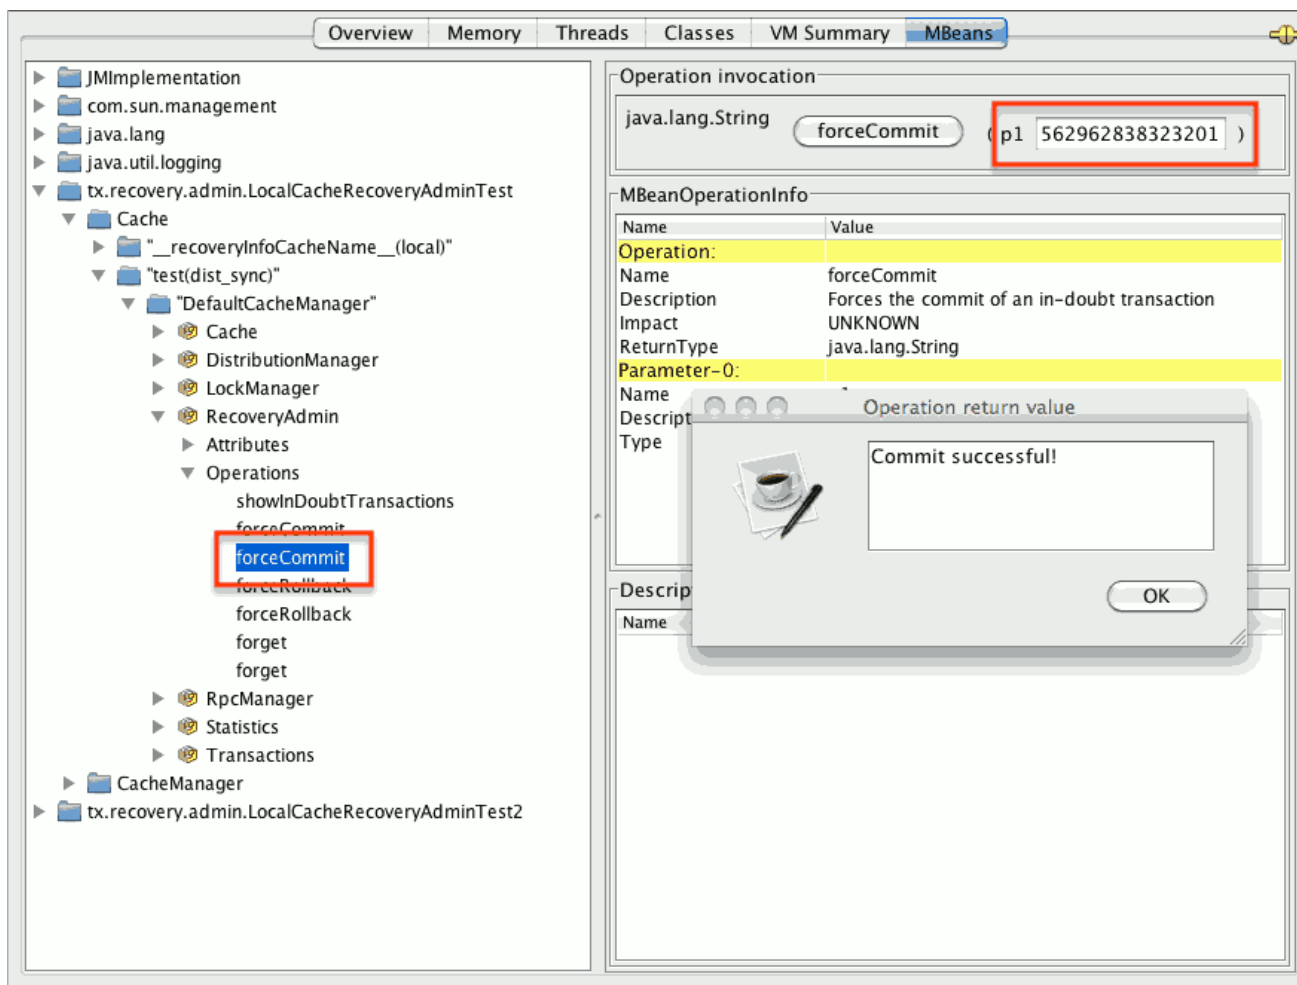 Overview Memory Threads Classes VM Summary MBeans
JMImplementation
com.sun.management
java.lang
java.util.logging
tx.recovery.admin.LocalCacheRecoveryAdminTest
Cache
"__recoveryInfoCacheName__(local)"
"test(dist_sync)"
"DefaultCacheManager"
Cache
DistributionManager
LockManager
RecoveryAdmin
Attributes
Operations
showInDoubtTransactions
forceCommit
forceCommit
forceRollback
forceRollback
forget
forget
RpcManager
Statistics
Transactions
CacheManager
tx.recovery.admin.LocalCacheRecoveryAdminTest2
Operation invocation
java.lang.String forceCommit ( p1 562962838323201 )
MBeanOperationInfo
Name Value
Operation:
Name forceCommit
Description Forces the commit of an in-doubt transaction
Impact UNKNOWN
ReturnType java.lang.String
Parameter-0:
Name
Descript
Type
Operation return value
Commit successful!
OK
Descrip
Name